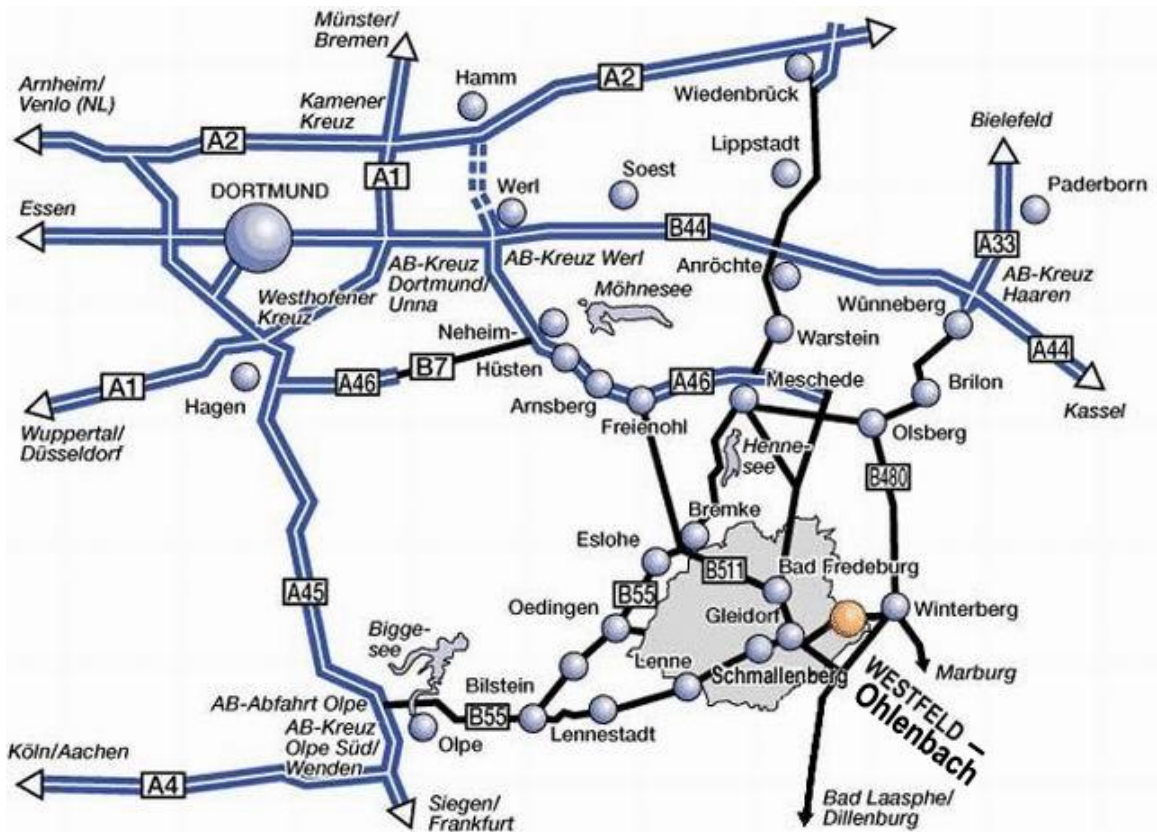 Münster/
Bremen
Arnheim/
Venlo (NL)
Hamm
A2
Wiedenbrück
Kamener
Kreuz
A2
Bielefeld
Lippstadt
A1
Soest
Werl
DORTMUND
Paderborn
Essen
B44
A33
AB-Kreuz
Dortmund/
Unna
AB-Kreuz Werl
Anröchte
AB-Kreuz
Haaren
Westhofener
Kreuz
Möhnesee
Wünneberg
Neheim-
Hüsten
Warstein
A44
B7
A1
A46
A46
Meschede
Brilon
Hagen
Arnsberg
Kassel
Wuppertal/
Düsseldorf
Freienohl
Olsberg
Henne-
see
B480
Bremke
Eslohe
Bad Fredeburg
B511
A45
B55
Oedingen
Gleidorf
Winterberg
Bigge-
see
Lenne
Schmallenberg
Marburg
Bilstein
WESTFELD –
Ohlenbach
AB-Abfahrt Olpe
B55
AB-Kreuz
Olpe Süd/
Wenden
Olpe
Lennestadt
Köln/Aachen
A4
Siegen/
Frankfurt
Bad Laasphe/
Dillenburg